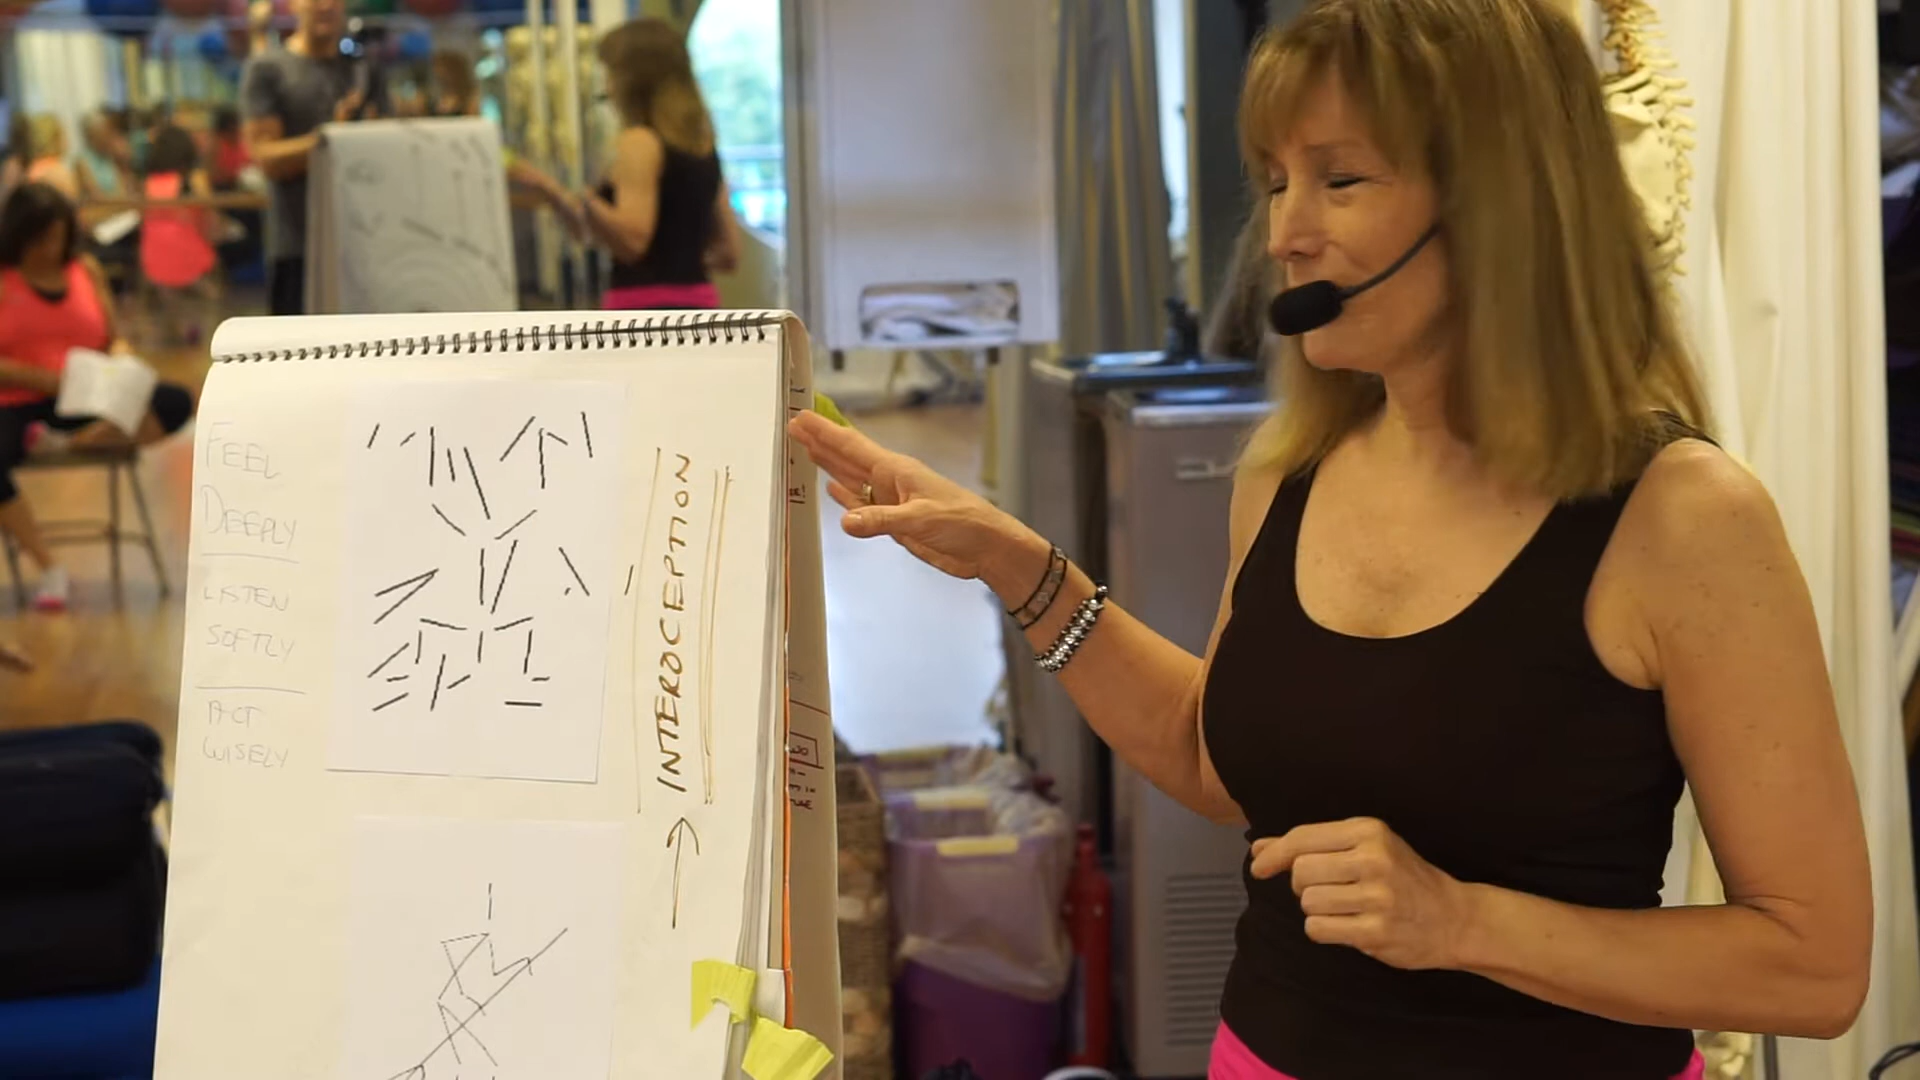 FEEL
DEEPLY
LISTEN
SOFTLY
ACT
WISELY
INTEROCEPTION